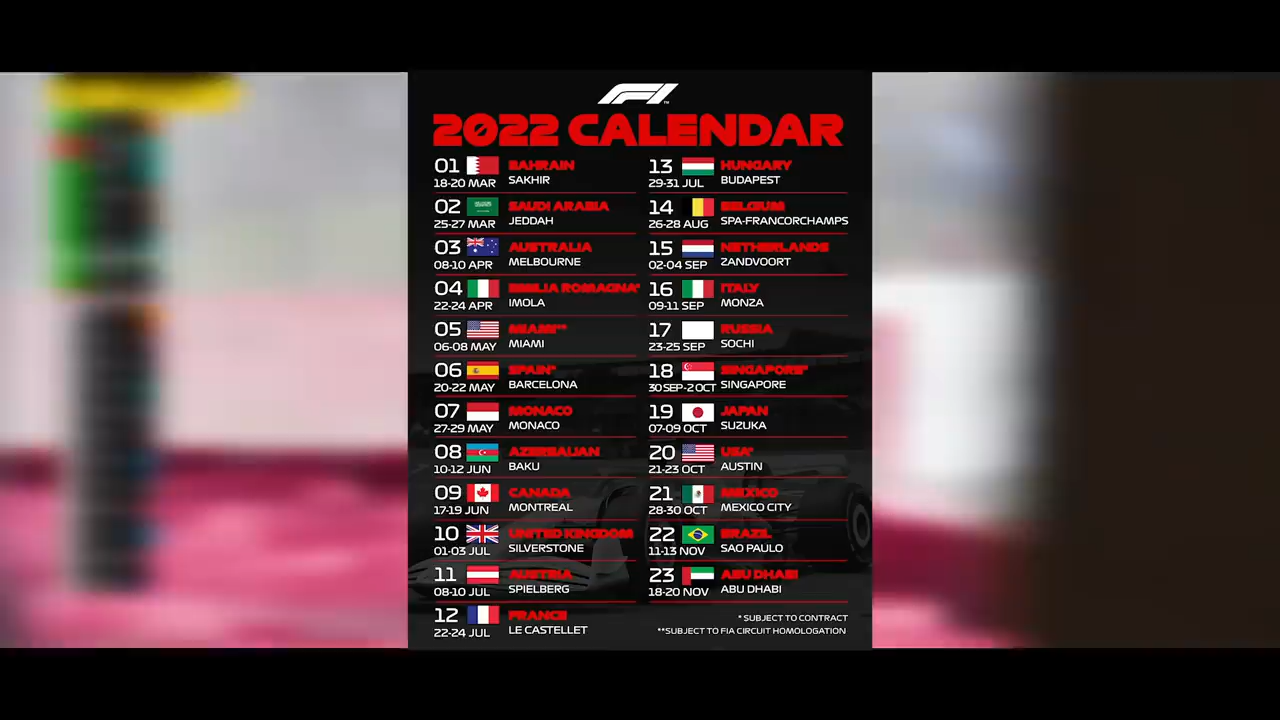 F1
2022 CALENDAR
01 BAHRAIN
18-20 MAR SAKHIR
02 SAUDI ARABIA
25-27 MAR JEDDAH
03 AUSTRALIA
08-10 APR MELBOURNE
04 EMILIA ROMAGNA*
22-24 APR IMOLA
05 MIAMI**
06-08 MAY MIAMI
06 SPAIN*
20-22 MAY BARCELONA
07 MONACO
27-29 MAY MONACO
08 AZERBAIJAN
10-12 JUN BAKU
09 CANADA
17-19 JUN MONTREAL
10 UNITED KINGDOM
01-03 JUL SILVERSTONE
11 AUSTRIA
08-10 JUL SPIELBERG
12 FRANCE
22-24 JUL LE CASTELLET
13 HUNGARY
29-31 JUL BUDAPEST
14 BELGIUM
26-28 AUG SPA-FRANCORCHAMPS
15 NETHERLANDS
02-04 SEP ZANDVOORT
16 ITALY
09-11 SEP MONZA
17 RUSSIA
23-25 SEP SOCHI
18 SINGAPORE*
30 SEP-2 OCT SINGAPORE
19 JAPAN
07-09 OCT SUZUKA
20 USA*
21-23 OCT AUSTIN
21 MEXICO
28-30 OCT MEXICO CITY
22 BRAZIL
11-13 NOV SAO PAULO
23 ABU DHABI
18-20 NOV ABU DHABI
* SUBJECT TO CONTRACT
**SUBJECT TO FIA CIRCUIT HOMOLOGATION